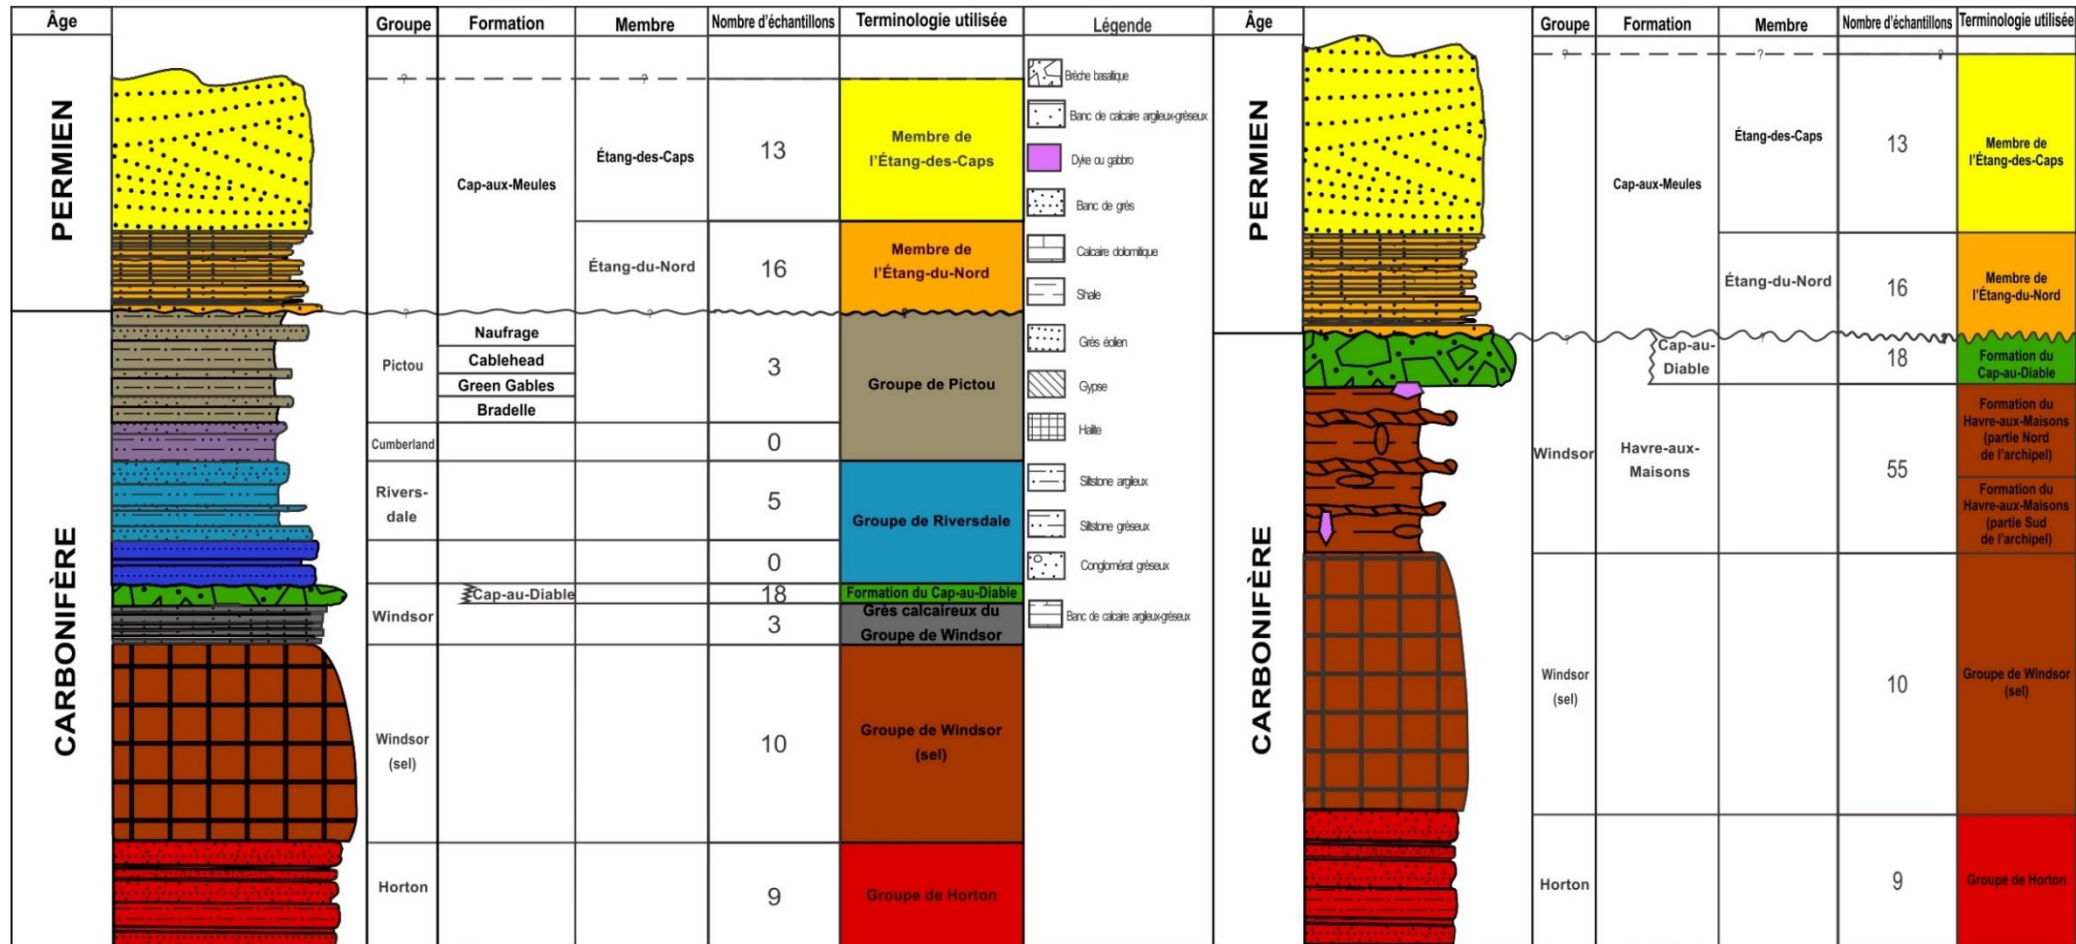 Âge
Groupe
Formation
Membre
Nombre d'échantillons
Terminologie utilisée
PERMIEN
CARBONIFÈRE
?
?
Cap-aux-Meules
Étang-des-Caps
13
Membre de
l'Étang-des-Caps
Étang-du-Nord
16
Membre de
l'Étang-du-Nord
?
?
?
Pictou
Naufrage
Cablehead
Green Gables
Bradelle
3
Groupe de Pictou
Cumberland
0
Rivers-
dale
5
Groupe de Riversdale
0
Windsor
Cap-au-Diable
18
Formation du Cap-au-Diable
3
Grès calcaireux du
Groupe de Windsor
Windsor
(sel)
10
Groupe de Windsor
(sel)
Horton
9
Groupe de Horton
Légende
Brèche basaltique
Banc de calcaire argileux-gréseux
Dyke ou gabbro
Banc de grès
Calcaire dolomitique
Shale
Grès éolien
Gypse
Halite
Siltstone argileux
Siltstone gréseux
Conglomérat gréseux
Banc de calcaire argileux-gréseux
Âge
Groupe
Formation
Membre
Nombre d'échantillons
Terminologie utilisée
PERMIEN
CARBONIFÈRE
?
?
?
Cap-aux-Meules
Étang-des-Caps
13
Membre de
l'Étang-des-Caps
Étang-du-Nord
16
Membre de
l'Étang-du-Nord
?
?
?
Cap-au-
Diable
18
Formation du
Cap-au-Diable
Windsor
Havre-aux-
Maisons
55
Formation du
Havre-aux-Maisons
(partie Nord
de l'archipel)
Formation du
Havre-aux-Maisons
(partie Sud
de l'archipel)
Windsor
(sel)
10
Groupe de Windsor
(sel)
Horton
9
Groupe de Horton